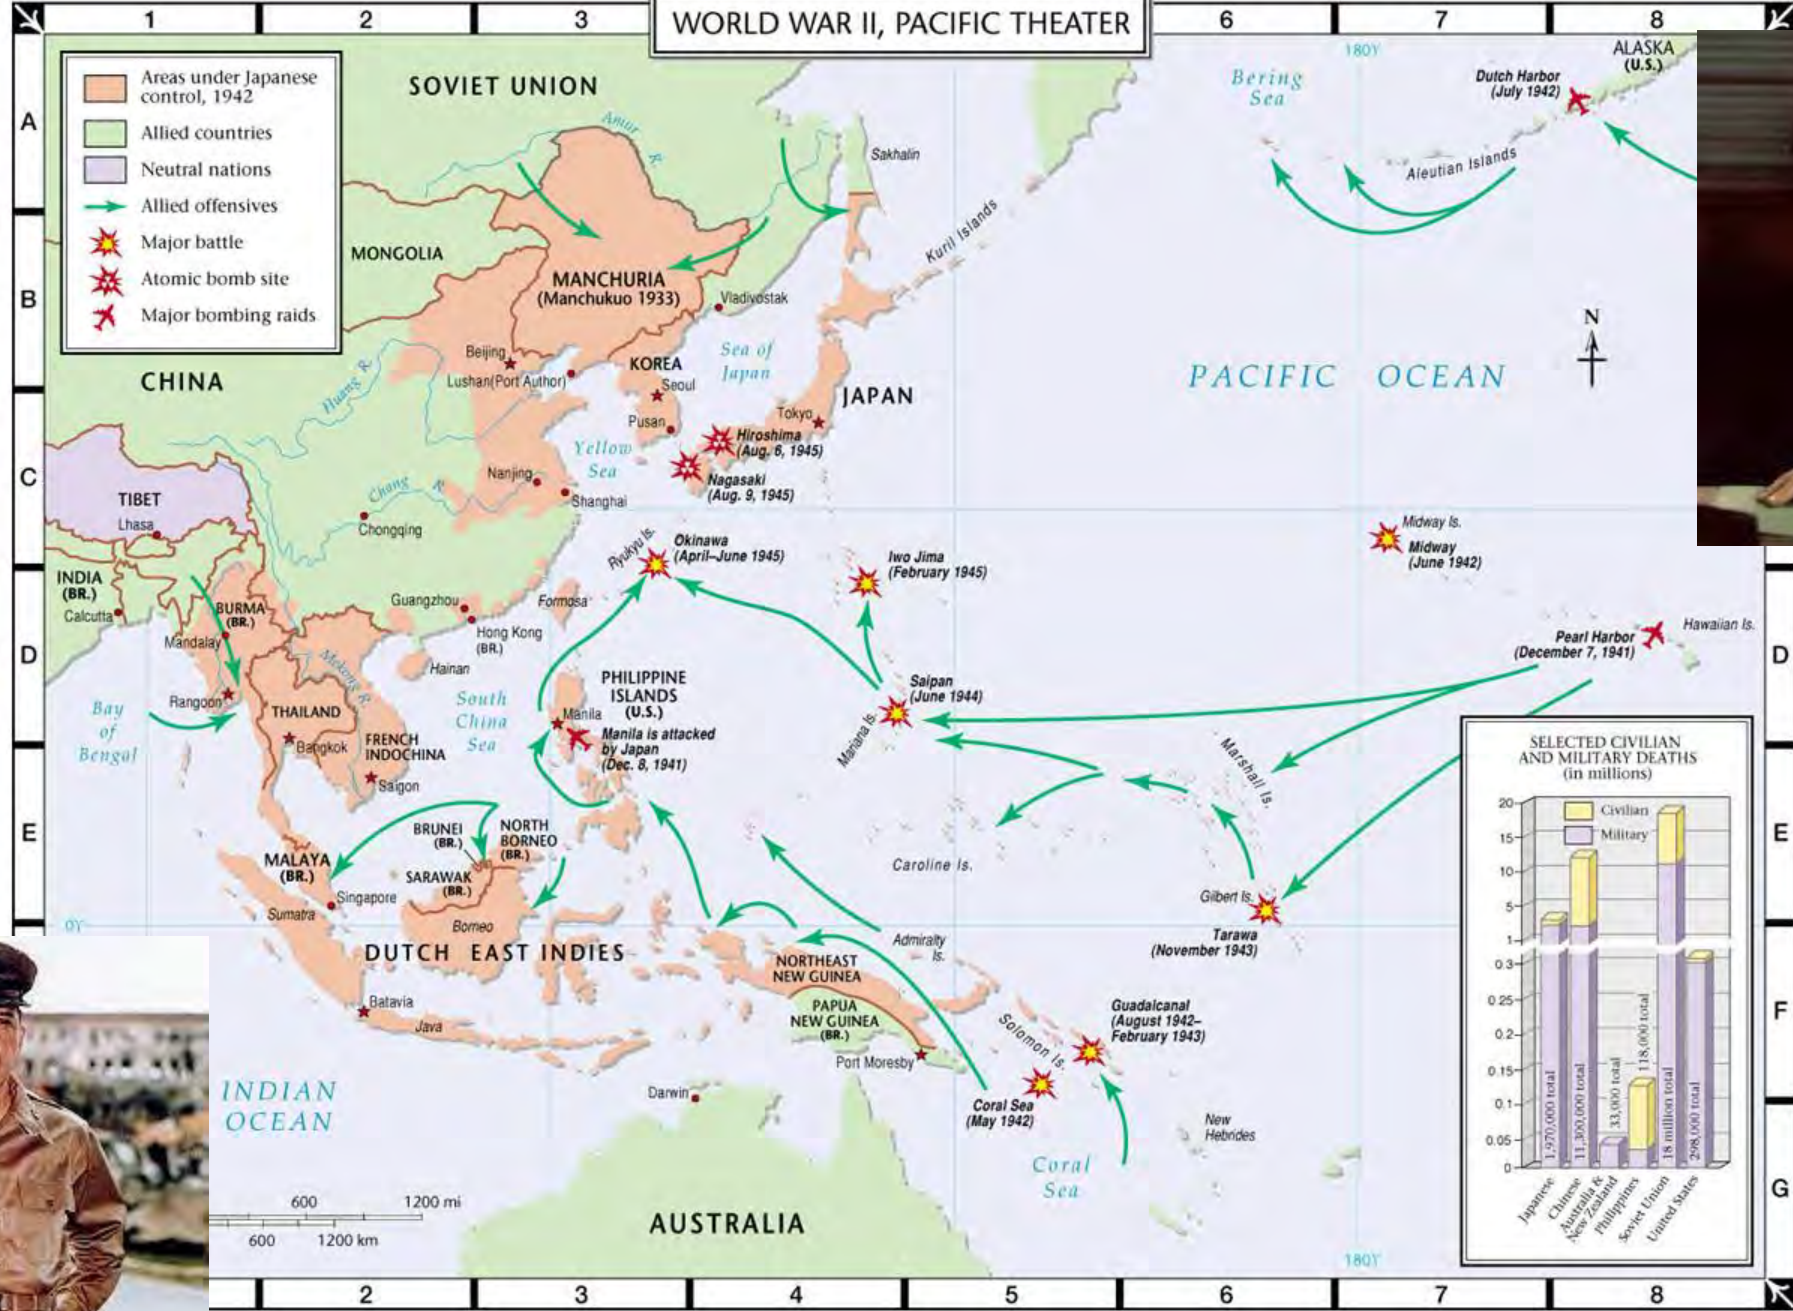 WORLD WAR II, PACIFIC THEATER
1
2
3
6
7
8
A
B
C
D
E
Areas under Japanese
control, 1942
Allied countries
Neutral nations
Allied offensives
Major battle
Atomic bomb site
Major bombing raids
SOVIET UNION
Amur
R.
Sakhalin
Kuril Islands
Bering
Sea
180Y
Dutch Harbor
(July 1942)
ALASKA
(U.S.)
Aleutian Islands
MONGOLIA
MANCHURIA
(Manchukuo 1933)
Vladivostak
N
Beijing
Lushan(Port Author)
KOREA
Seoul
Pusan
Sea of
Japan
JAPAN
Tokyo
PACIFIC OCEAN
CHINA
Huang R.
Hiroshima
(Aug. 6, 1945)
Nagasaki
(Aug. 9, 1945)
Yellow
Sea
Nanjing
Shanghai
Chang R.
Chongqing
TIBET
Lhasa
Ryukyu Is.
Okinawa
(April–June 1945)
Iwo Jima
(February 1945)
Midway Is.
Midway
(June 1942)
INDIA
(BR.)
Calcutta
BURMA
(BR.)
Mandalay
Rangoon
Guangzhou
Hong Kong
(BR.)
Formosa
Hainan
Mekong R.
Pearl Harbor
(December 7, 1941)
Hawaiian Is.
D
Bay
of
Bengal
THAILAND
Bangkok
FRENCH
INDOCHINA
Saigon
South
China
Sea
PHILIPPINE
ISLANDS
(U.S.)
Manila
Manila is attacked
by Japan
(Dec. 8, 1941)
Saipan
(June 1944)
Mariana Is.
Marshall Is.
MALAYA
(BR.)
Singapore
Sumatra
BRUNEI
(BR.)
NORTH
BORNEO
(BR.)
SARAWAK
(BR.)
Borneo
Caroline Is.
Gilbert Is.
Tarawa
(November 1943)
E
0Y
DUTCH EAST INDIES
Batavia
Java
Admiralty
Is.
NORTHEAST
NEW GUINEA
PAPUA
NEW GUINEA
(BR.)
Port Moresby
Solomon Is.
Guadalcanal
(August 1942–
February 1943)
Coral Sea
(May 1942)
Darwin
INDIAN
OCEAN
New
Hebrides
Coral
Sea
AUSTRALIA
600
1200 mi
600
1200 km
180Y
SELECTED CIVILIAN
AND MILITARY DEATHS
(in millions)
Civilian
Military
20
15
10
5
1
0.3
0.25
0.2
0.15
0.1
0.05
0
1,970,000 total
11,300,000 total
33,000 total
118,000 total
18 million total
298,000 total
Japanese
Chinese
Australia &
New Zealand
Philippines
Soviet Union
United States
F
G
2
3
4
5
6
7
8